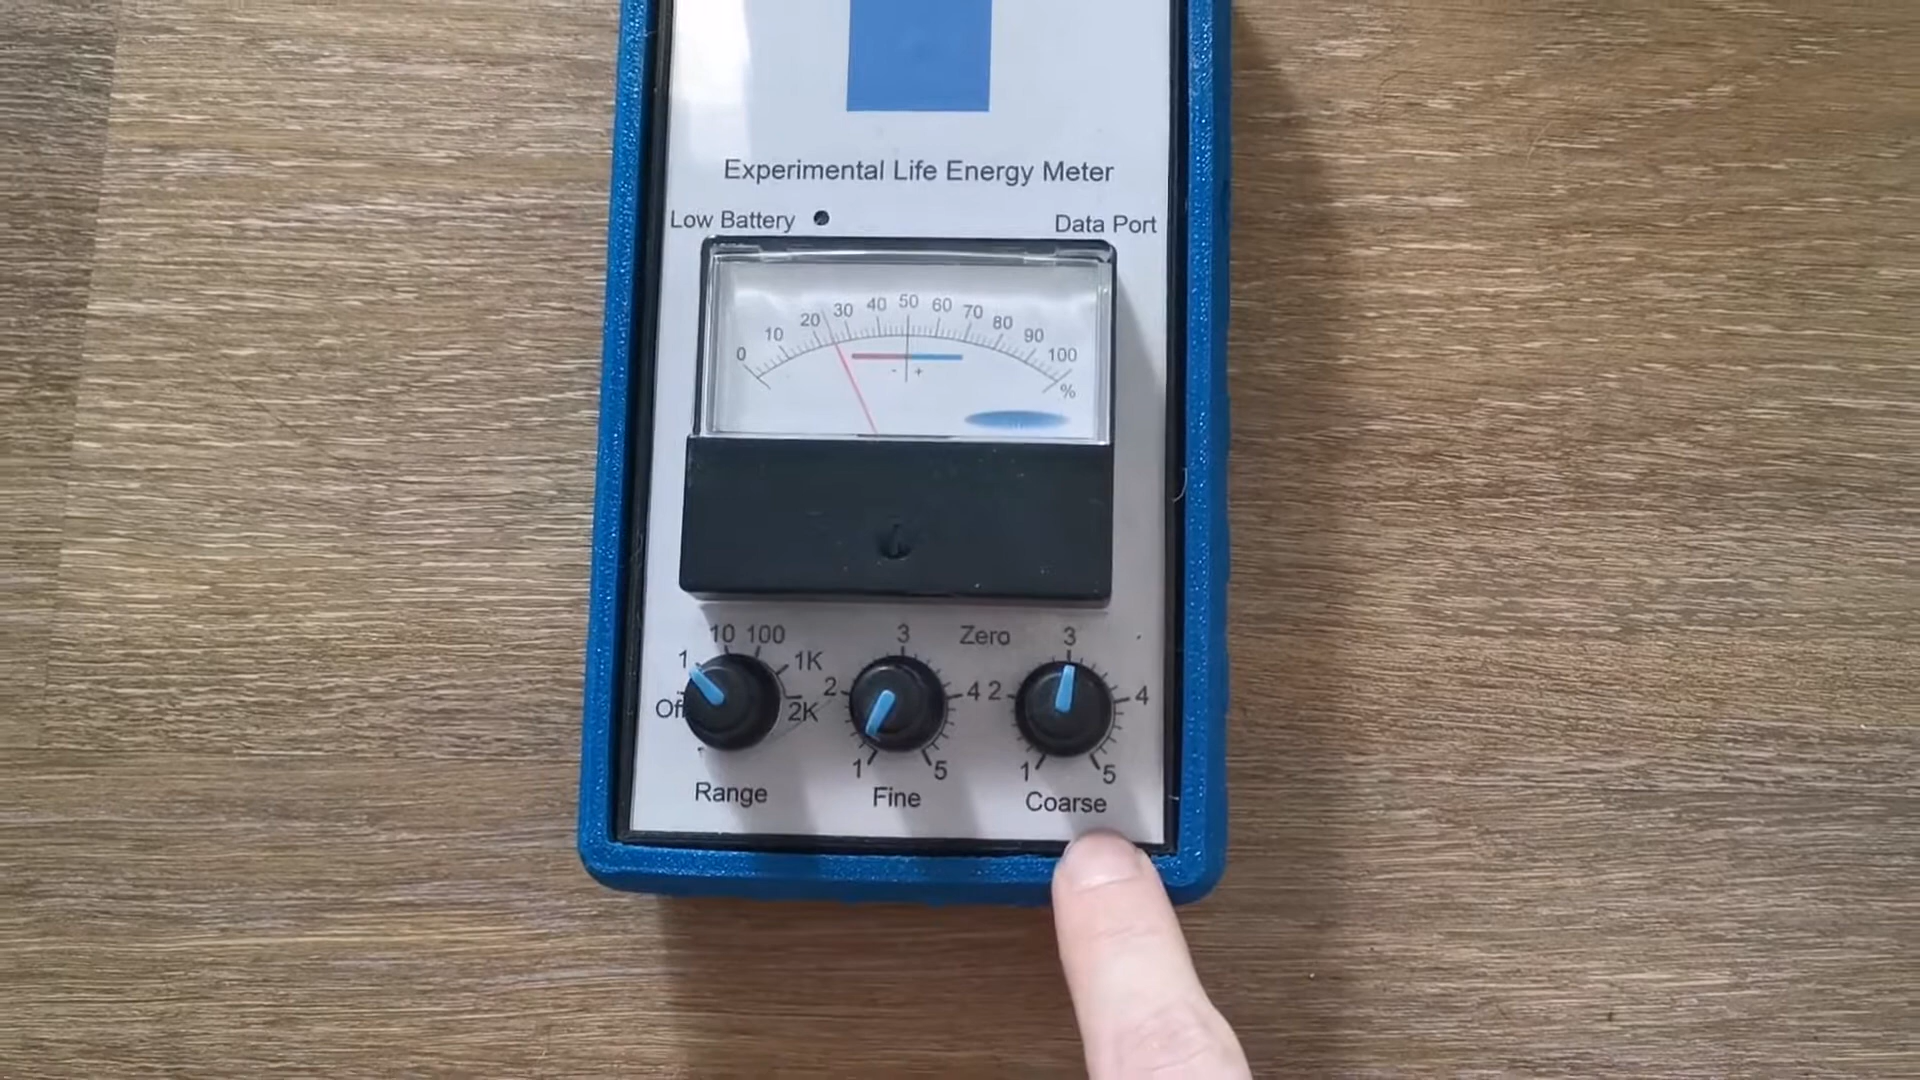 Experimental Life Energy Meter
Low Battery
Data Port
0 10 20 30 40 50 60 70 80 90 100
- +
%
10 100 3 Zero 3
1 1K
Off 2K 2 4 2 4
1 5 1 5
Range Fine Coarse